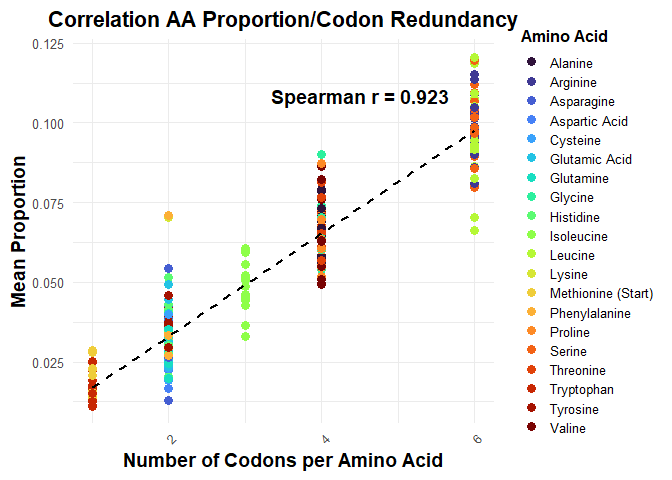 Correlation AA Proportion/Codon Redundancy
Amino Acid
Alanine
Arginine
Asparagine
Aspartic Acid
Cysteine
Glutamic Acid
Glutamine
Glycine
Histidine
Isoleucine
Leucine
Lysine
Methionine (Start)
Phenylalanine
Proline
Serine
Threonine
Tryptophan
Tyrosine
Valine
Spearman r = 0.923
Mean Proportion
0.125
0.100
0.075
0.050
0.025
2
4
6
Number of Codons per Amino Acid